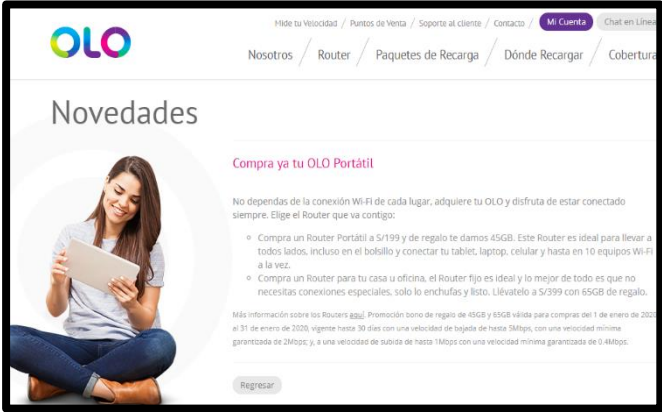 OLO
Mide tu Velocidad / Puntos de Venta / Soporte al cliente / Contacto / Mi Cuenta Chat en Línea
Nosotros / Router / Paquetes de Recarga / Dónde Recargar / Cobertura
Novedades
Compra ya tu OLO Portátil
No dependas de la conexión Wi-Fi de cada lugar, adquiere tu OLO y disfruta de estar conectado
siempre. Elige el Router que va contigo:
Compra un Router Portátil a S/199 y de regalo te damos 45GB. Este Router es ideal para llevar a
todos lados, incluso en el bolsillo y conectar tu tablet, laptop, celular y hasta en 10 equipos Wi-Fi
a la vez.
Compra un Router para tu casa u oficina, el Router fijo es ideal y lo mejor de todo es que no
necesitas conexiones especiales, solo lo enchufas y listo. Llévatelo a S/399 con 65GB de regalo.
Más información sobre los Routers aquí. Promoción bono de regalo de 45GB y 65GB válida para compras del 1 de enero de 2020
al 31 de enero de 2020, vigente hasta 30 días con una velocidad de bajada de hasta 5Mbps, con una velocidad mínima
garantizada de 2Mbps; y, a una velocidad de subida de hasta 1Mbps con una velocidad mínima garantizada de 0.4Mbps.
Regresar